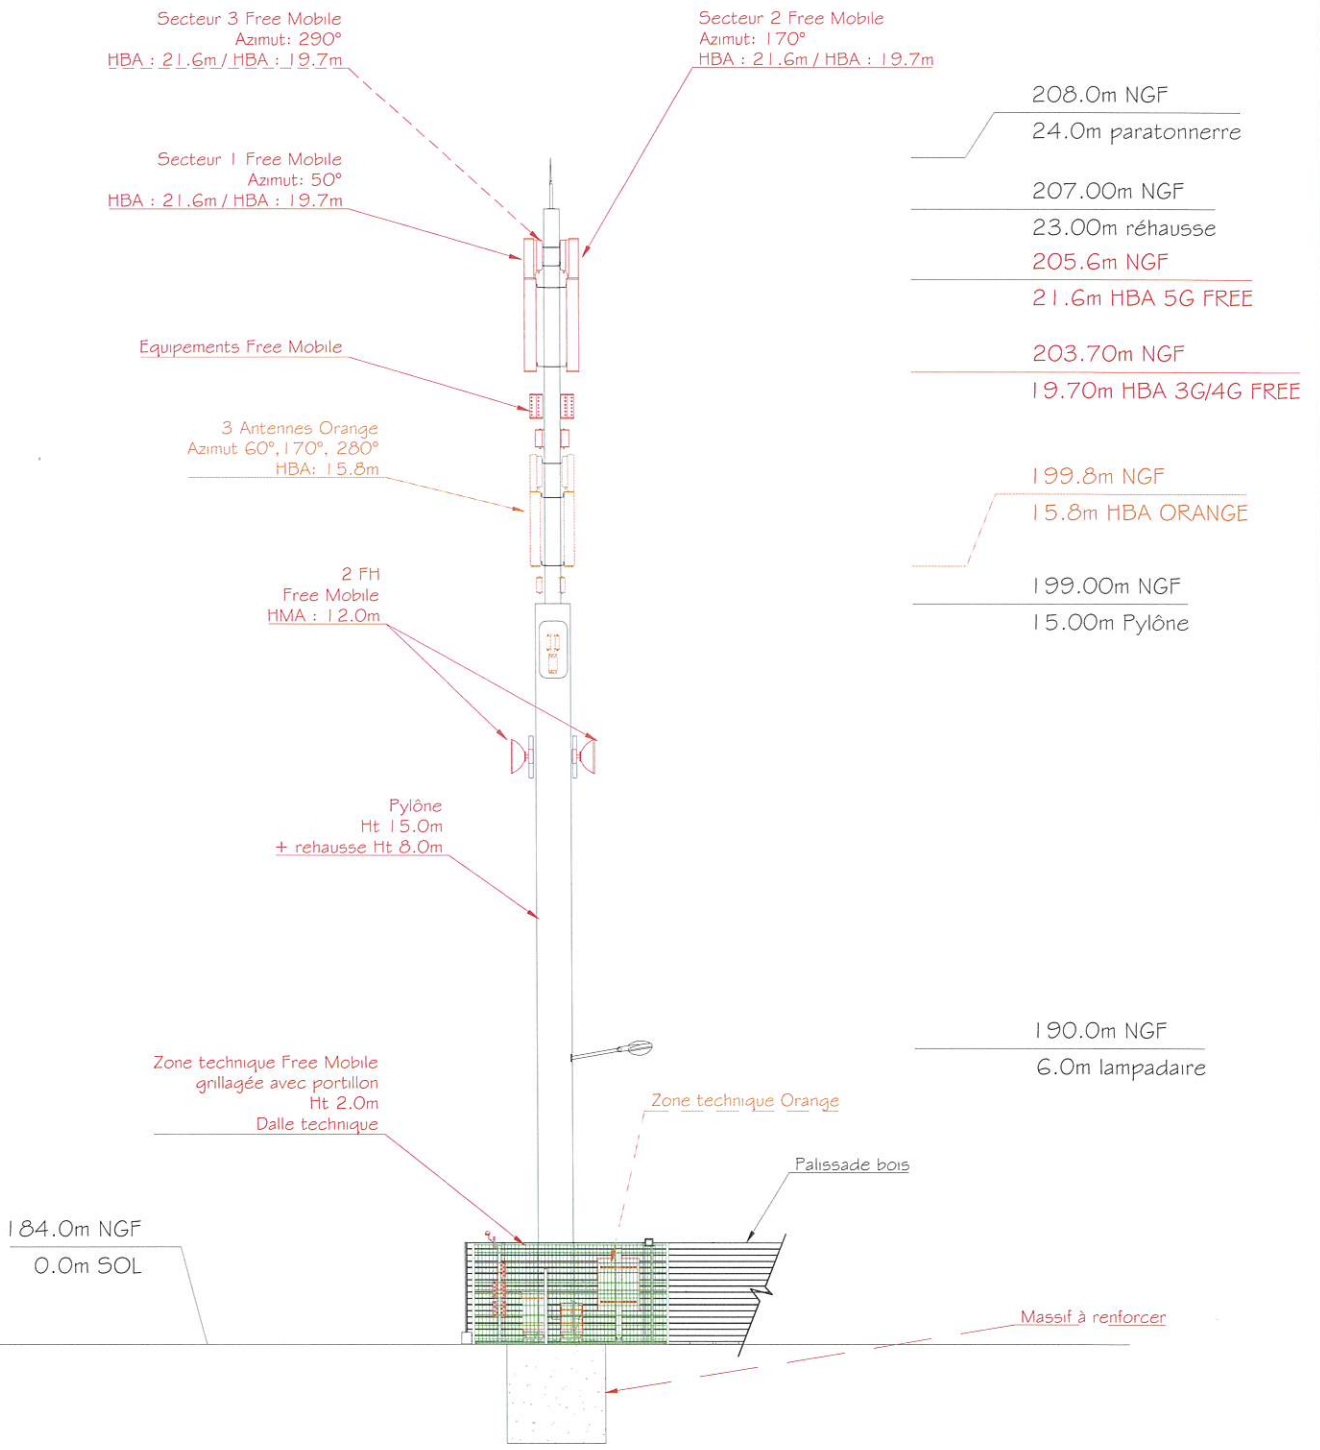 Secteur 3 Free Mobile
Azimut: 290°
HBA : 21.6m / HBA : 19.7m
Secteur 2 Free Mobile
Azimut: 170°
HBA : 21.6m / HBA : 19.7m
208.0m NGF
24.0m paratonnerre
Secteur 1 Free Mobile
Azimut: 50°
HBA : 21.6m / HBA : 19.7m
207.00m NGF
23.00m réhausse
205.6m NGF
21.6m HBA 5G FREE
Equipements Free Mobile
203.70m NGF
19.70m HBA 3G/4G FREE
3 Antennes Orange
Azimut 60°, 170°, 280°
HBA: 15.8m
199.8m NGF
15.8m HBA ORANGE
2 FH
Free Mobile
HMA : 12.0m
199.00m NGF
15.00m Pylône
Pylône
Ht 15.0m
+ rehausse Ht 8.0m
190.0m NGF
6.0m lampadaire
Zone technique Free Mobile
grillagée avec portillon
Ht 2.0m
Dalle technique
Zone technique Orange
Palissade bois
184.0m NGF
0.0m SOL
Massif à renforcer